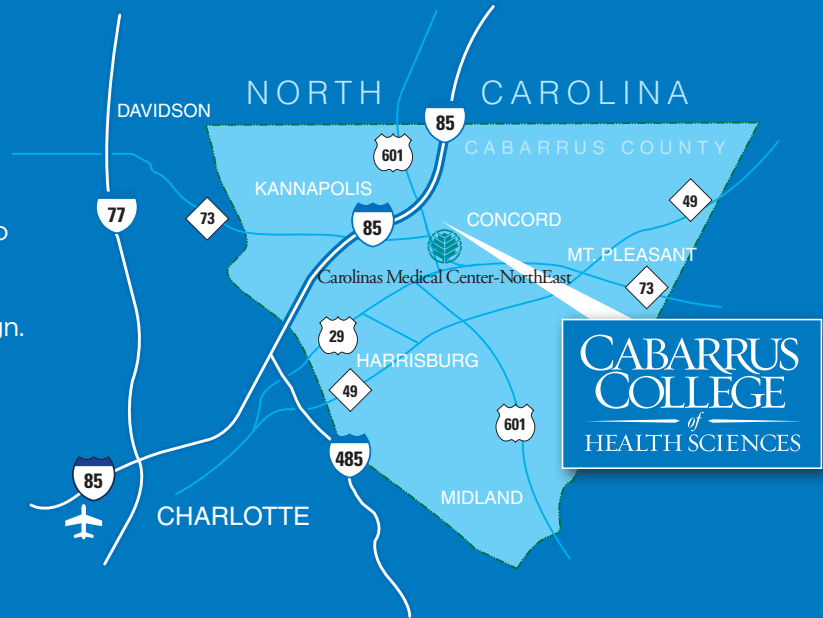 NORTH CAROLINA
DAVIDSON
85
601
CABARRUS COUNTY
KANNAPOLIS
49
77
73
85
CONCORD
o
MT. PLEASANT
Carolinas Medical Center-NorthEast
73
gn.
29
HARRISBURG
CABARRUS
COLLEGE
of
HEALTH SCIENCES
49
601
485
85
MIDLAND
CHARLOTTE